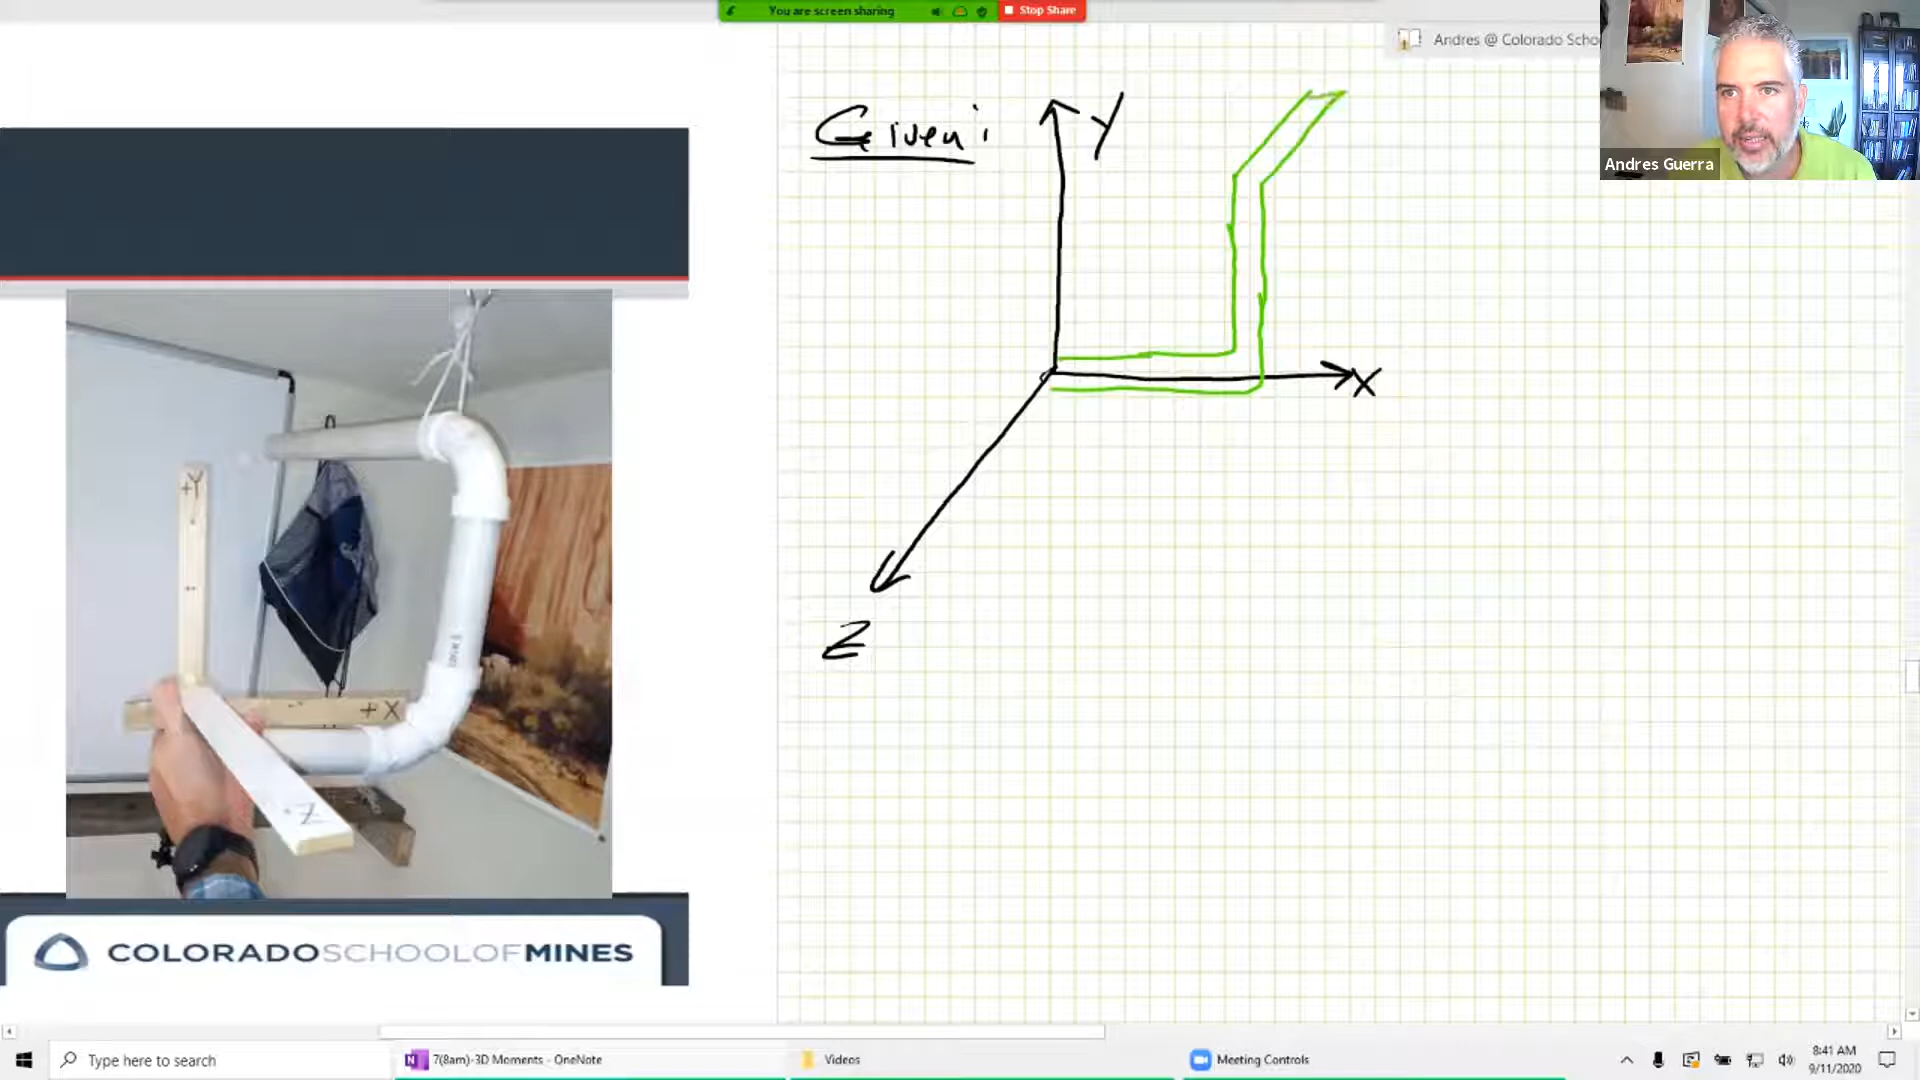 You are screen sharing
Stop Share
Andres @ Colorado Scho
Andres Guerra
Given:
Y
X
Z
+Y
+X
Z
COLORADOSCHOOLOFMINES
Type here to search
7(8am)-3D Moments - OneNote
Videos
Meeting Controls
8:41 AM
9/11/2020